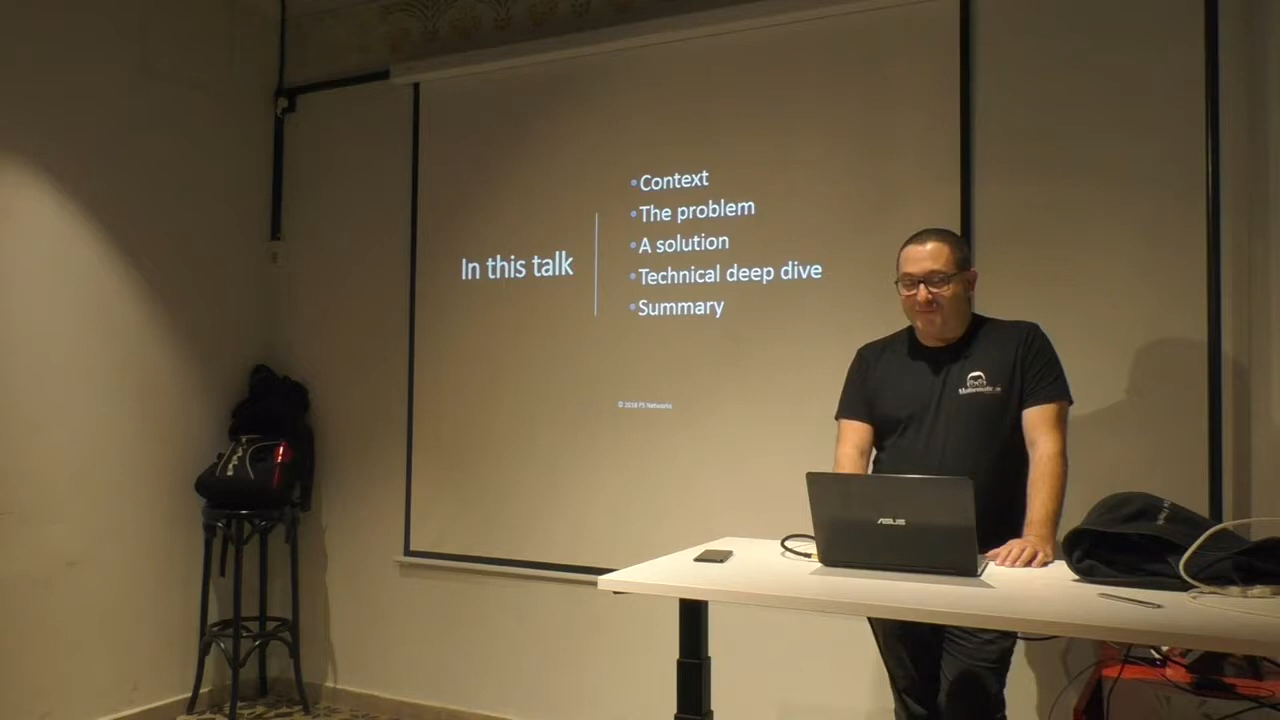 In this talk
•Context
•The problem
•A solution
•Technical deep dive
•Summary
© 2018 F5 Networks
ASUS